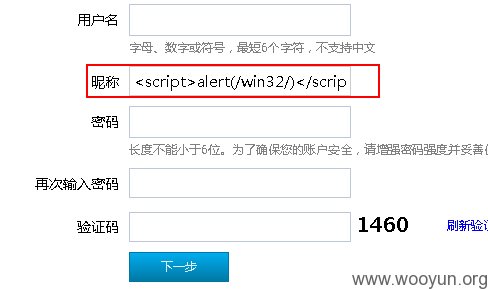 用户名
字母、数字或符号，最短6个字符，不支持中文
昵称 <script>alert(/win32/)</scrip
密码
长度不能小于6位。为了确保您的账户安全，请增强密码强度并妥善
再次输入密码
验证码 1460 刷新验
下一步
www.wooyun.org